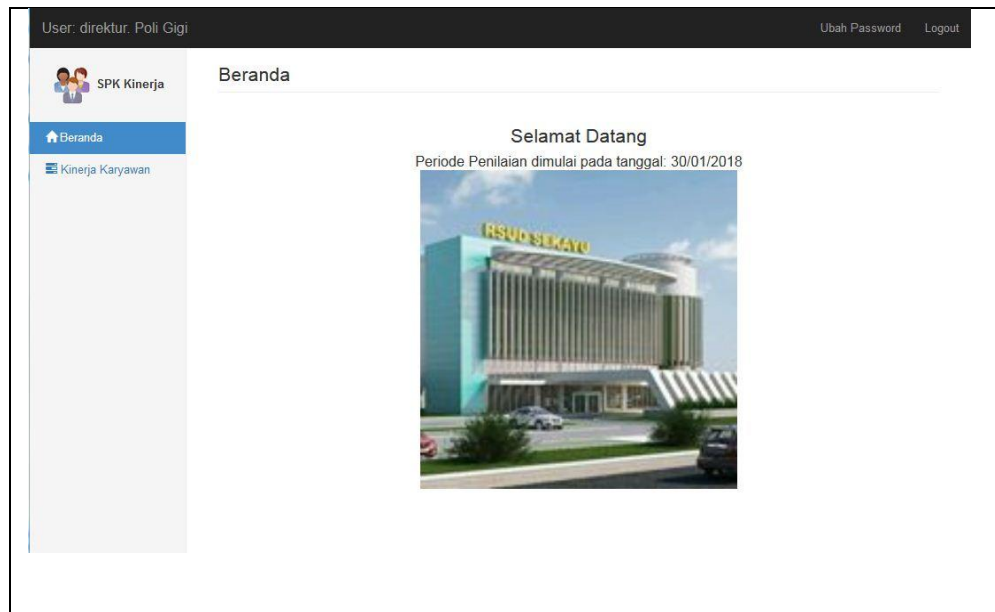 User: direktur. Poli Gigi
Ubah Password
Logout
SPK Kinerja
Beranda
Beranda
Kinerja Karyawan
Selamat Datang
Periode Penilaian dimulai pada tanggal: 30/01/2018
RSUD SEKAYU